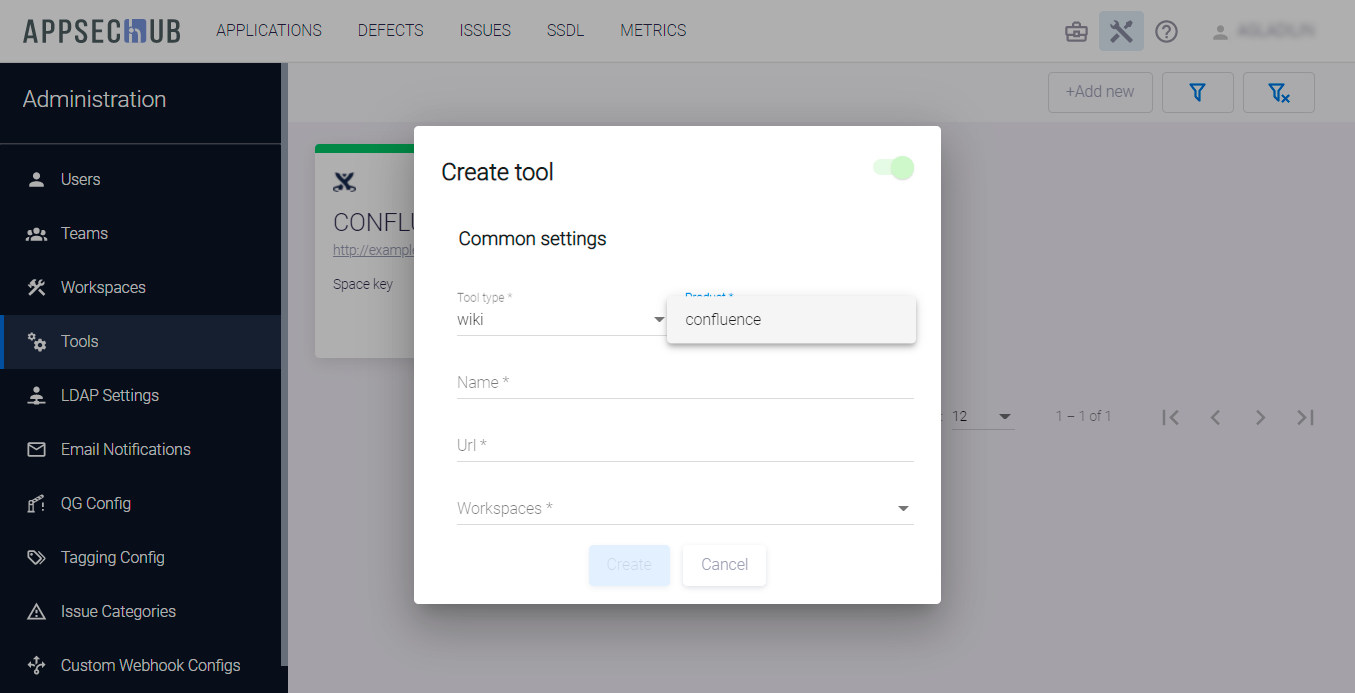 APPSECHUB
APPLICATIONS DEFECTS ISSUES SSDL METRICS
Administration
+Add new
Users
Teams
Workspaces
Tools
LDAP Settings
Email Notifications
QG Config
Tagging Config
Issue Categories
Custom Webhook Configs
CONFLU
http://example
Space key
Create tool
Common settings
Tool type *
wiki
Product *
confluence
Name *
Url *
Workspaces *
Create
Cancel
12
1 – 1 of 1